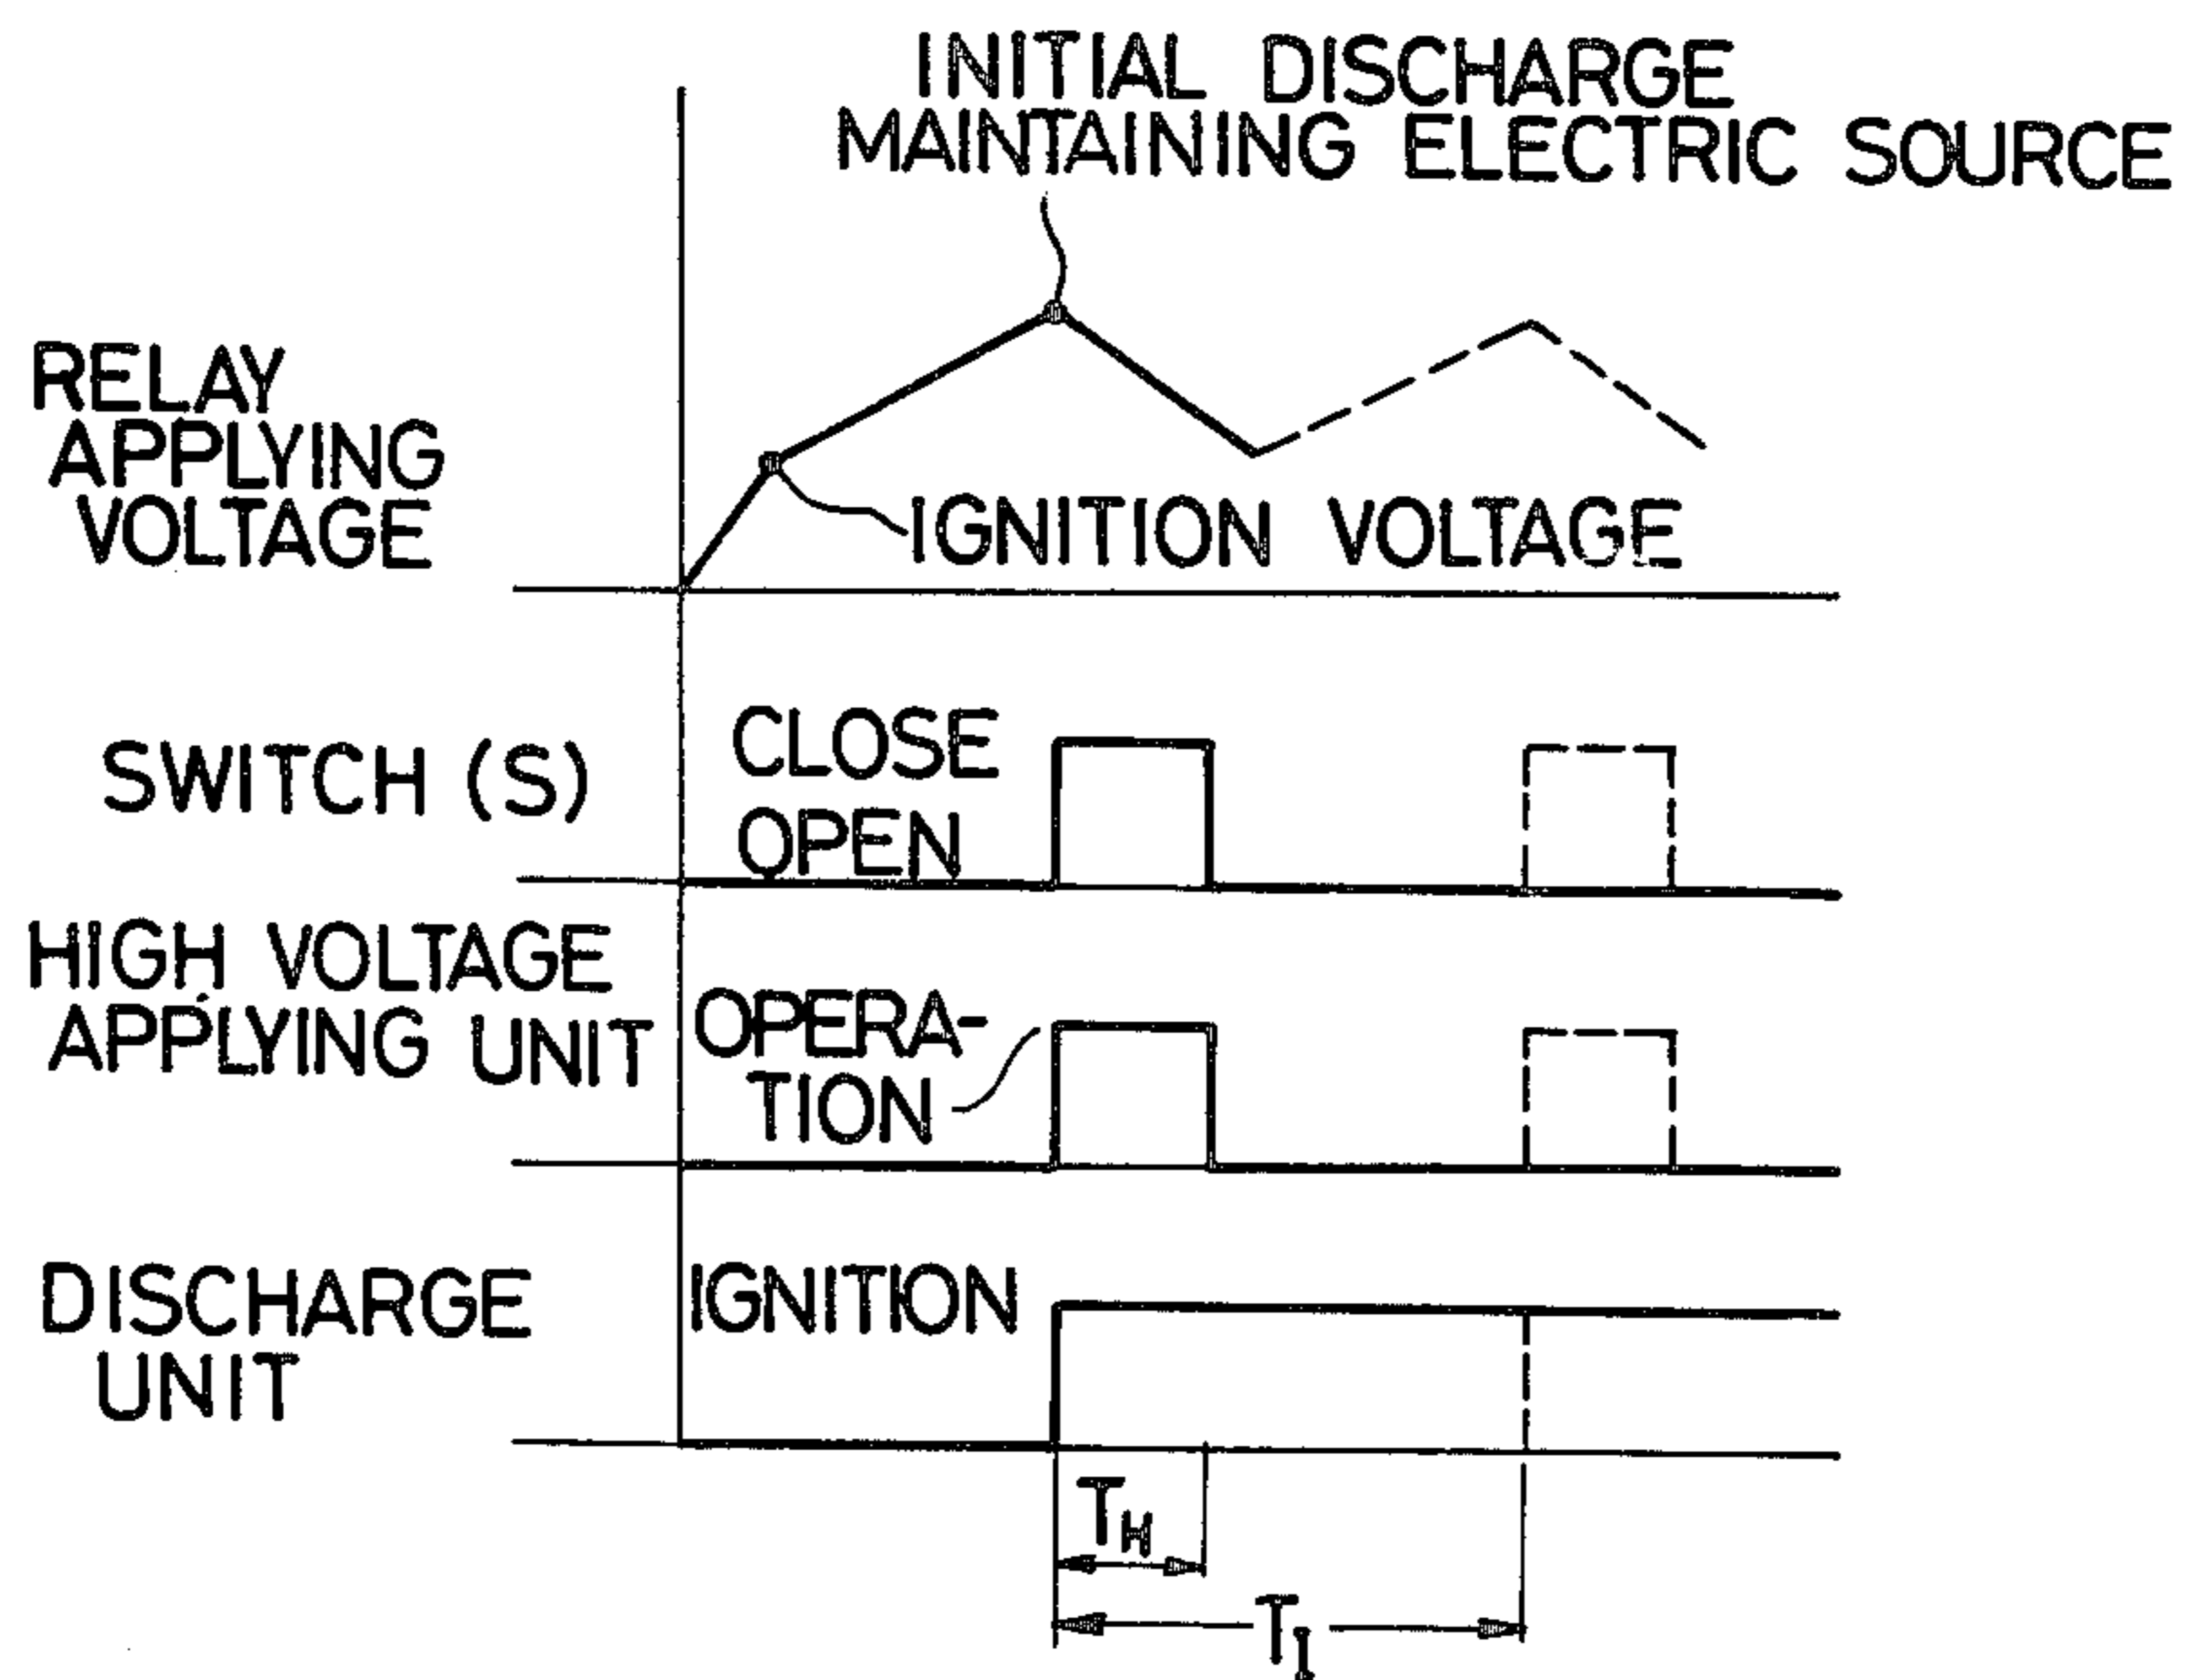 INITIAL DISCHARGE
MAINTAINING ELECTRIC SOURCE
RELAY
APPLYING
VOLTAGE
IGNITION VOLTAGE
SWITCH (S)
CLOSE
OPEN
HIGH VOLTAGE
APPLYING UNIT
OPERA-
TION
DISCHARGE
UNIT
IGNITION
TH
TI